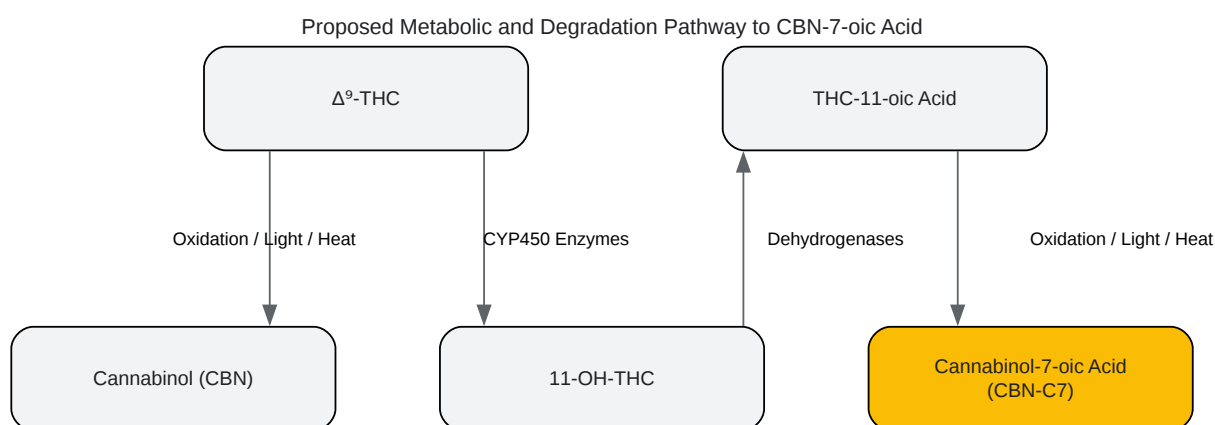 Proposed Metabolic and Degradation Pathway to CBN-7-oic Acid
Δ⁹-THC
THC-11-oic Acid
Oxidation / Light / Heat
CYP450 Enzymes
Dehydrogenases
Oxidation / Light / Heat
Cannabinol (CBN)
11-OH-THC
Cannabinol-7-oic Acid
(CBN-C7)